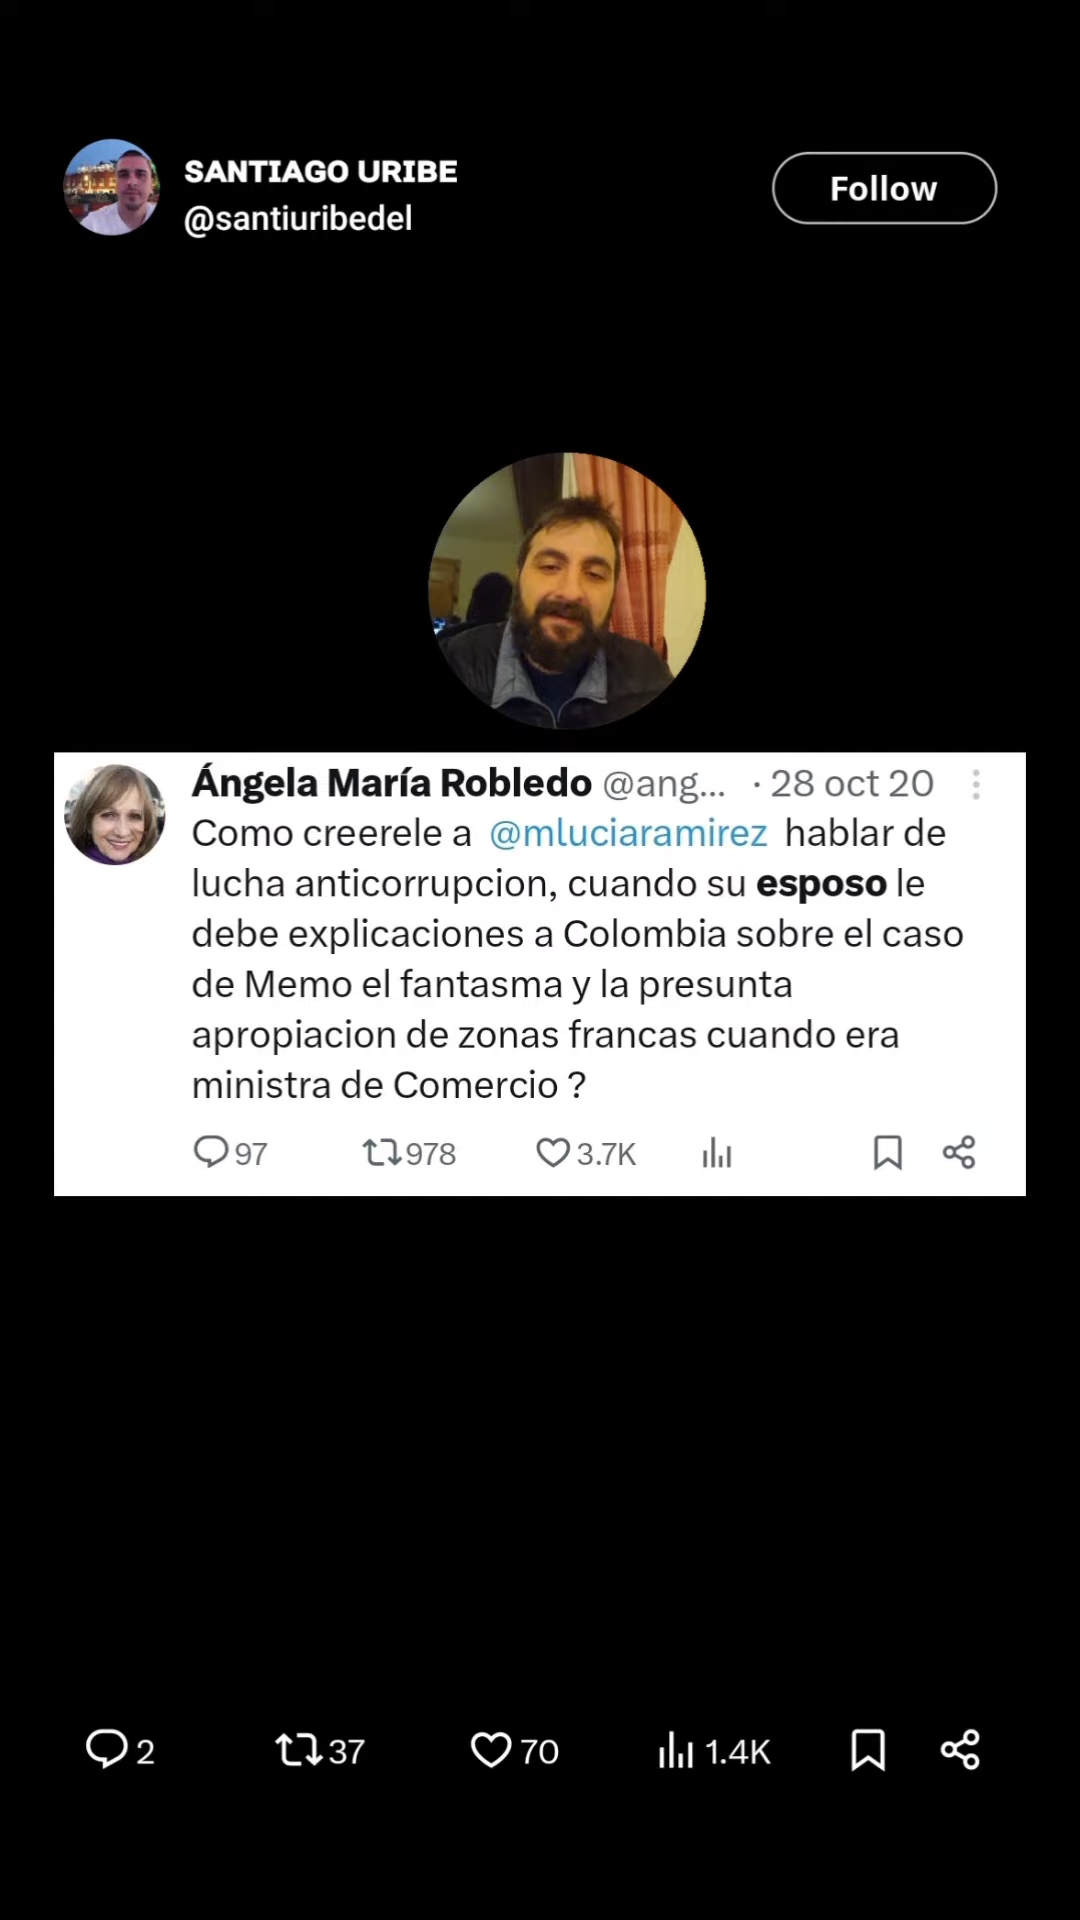 SANTIAGO URIBE
@santiuribedel
Follow
Ángela María Robledo @ang... · 28 oct 20
Como creerele a @mluciaramirez hablar de
lucha anticorrupcion, cuando su esposo le
debe explicaciones a Colombia sobre el caso
de Memo el fantasma y la presunta
apropiacion de zonas francas cuando era
ministra de Comercio ?
97 978 3.7K
2 37 70 1.4K